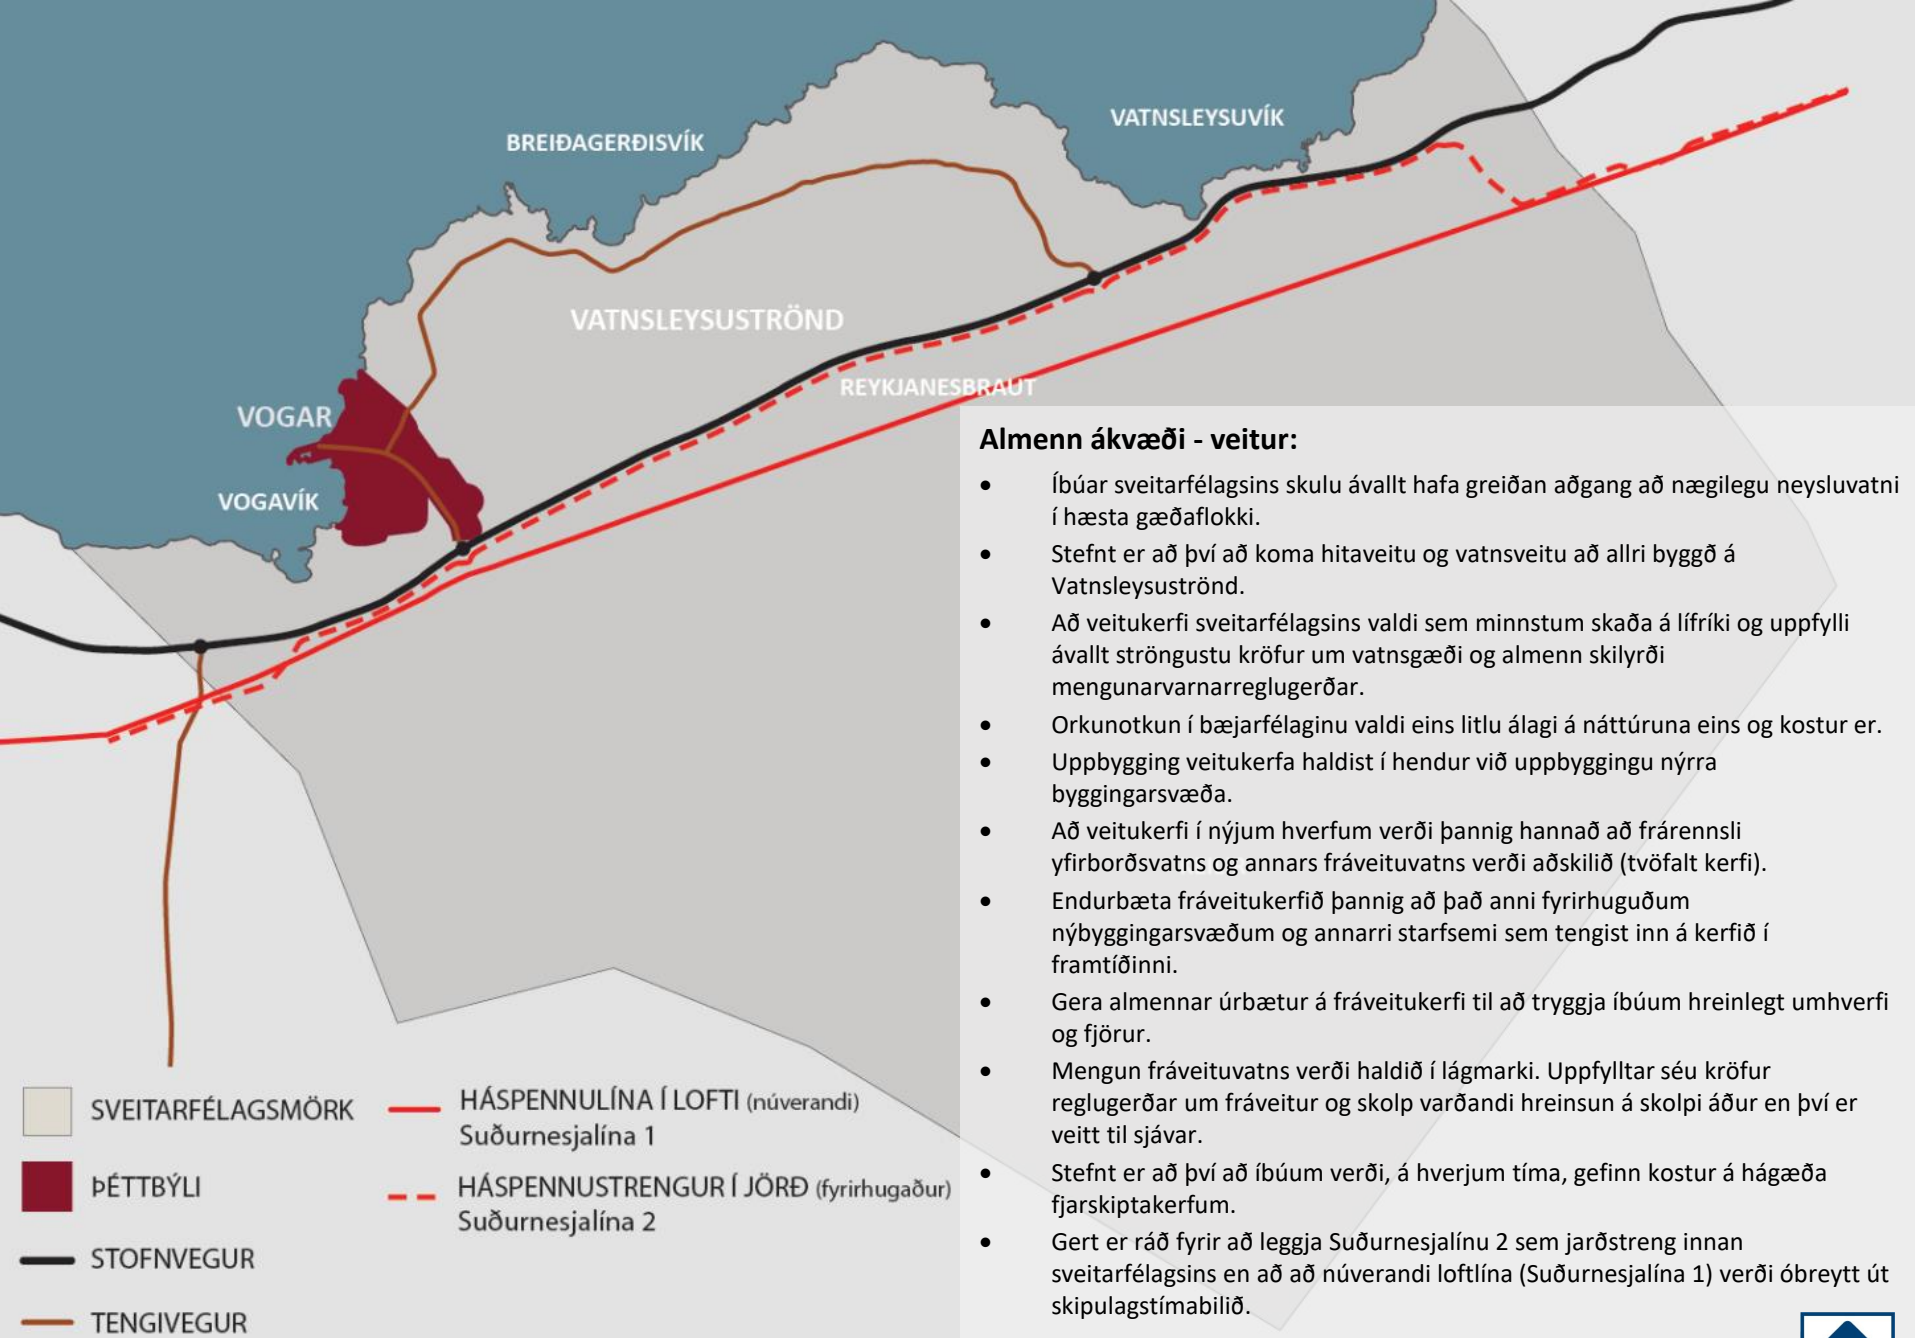 VATNSLEYSUVÍK
BREIÐAGERÐISVÍK
VATNSLEYSUSTRÖND
REYKJANESBRAUT
VOGAR
VOGAVÍK
Almenn ákvæði - veitur:
• Íbúar sveitarfélagsins skulu ávallt hafa greiðan aðgang að nægilegu neysluvatni
í hæsta gæðaflokki.
• Stefnt er að því að koma hitaveitu og vatnsveitu að allri byggð á
Vatnsleysuströnd.
• Að veitukerfi sveitarfélagsins valdi sem minnstum skaða á lífríki og uppfylli
ávallt ströngustu kröfur um vatnsgæði og almenn skilyrði
mengunarvarnarreglugerðar.
• Orkunotkun í bæjarfélaginu valdi eins litlu álagi á náttúruna eins og kostur er.
• Uppbygging veitukerfa haldist í hendur við uppbyggingu nýrra
byggingarsvæða.
• Að veitukerfi í nýjum hverfum verði þannig hannað að frárennsli
yfirborðsvatns og annars fráveituvatns verði aðskilið (tvöfalt kerfi).
• Endurbæta fráveitukerfið þannig að það anni fyrirhuguðum
nýbyggingarsvæðum og annarri starfsemi sem tengist inn á kerfið í
framtíðinni.
• Gera almennar úrbætur á fráveitukerfi til að tryggja íbúum hreinlegt umhverfi
og fjörur.
• Mengun fráveituvatns verði haldið í lágmarki. Uppfylltar séu kröfur
reglugerðar um fráveitur og skolp varðandi hreinsun á skolpi áður en því er
veitt til sjávar.
• Stefnt er að því að íbúum verði, á hverjum tíma, gefinn kostur á hágæða
fjarskiptakerfum.
• Gert er ráð fyrir að leggja Suðurnesjalínu 2 sem jarðstreng innan
sveitarfélagsins en að að núverandi loftlína (Suðurnesjalína 1) verði óbreytt út
skipulagstímabilið.
SVEITARFÉLAGSMÖRK
ÞÉTTBÝLI
STOFNVEGUR
TENGIVEGUR
HÁSPENNULÍNA Í LOFTI (núverandi)
Suðurnesjalína 1
HÁSPENNUSTRENGUR Í JÖRÐ (fyrirhugaður)
Suðurnesjalína 2